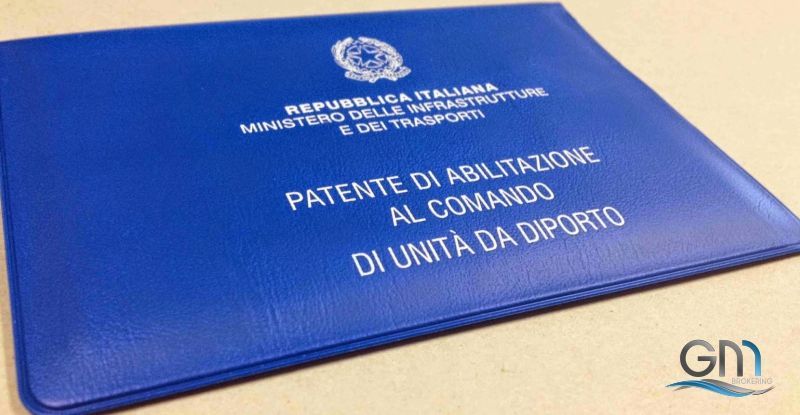 REPUBBLICA ITALIANA
MINISTERO DELLE INFRASTRUTTURE
E DEI TRASPORTI
PATENTE DI ABILITAZIONE
AL COMANDO
DI UNITÀ DA DIPORTO
GM
BROKERING